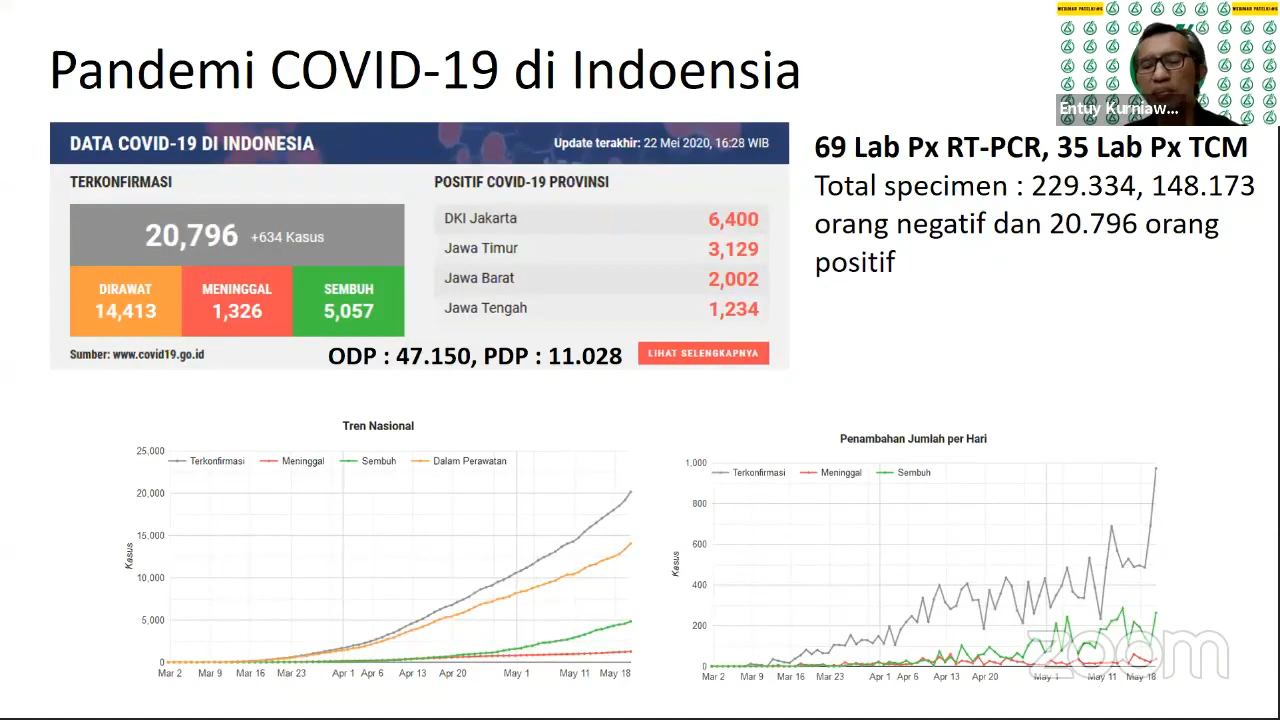 WEBINAR PATELKI #6
WEBINAR PATELKI #6
Pandemi COVID-19 di Indoensia
Entuy Kurniaw...
DATA COVID-19 DI INDONESIA
Update terakhir: 22 Mei 2020, 16:28 WIB
TERKONFIRMASI
20,796 +634 Kasus
DIRAWAT
14,413
MENINGGAL
1,326
SEMBUH
5,057
POSITIF COVID-19 PROVINSI
DKI Jakarta 6,400
Jawa Timur 3,129
Jawa Barat 2,002
Jawa Tengah 1,234
Sumber: www.covid19.go.id
ODP : 47.150, PDP : 11.028
LIHAT SELENGKAPNYA
69 Lab Px RT-PCR, 35 Lab Px TCM
Total specimen : 229.334, 148.173
orang negatif dan 20.796 orang
positif
Tren Nasional
Terkonfirmasi Meninggal Sembuh Dalam Perawatan
Kasus
25,000
20,000
15,000
10,000
5,000
0
Mar 2 Mar 9 Mar 16 Mar 23 Apr 1 Apr 6 Apr 13 Apr 20 May 1 May 11 May 18
Penambahan Jumlah per Hari
Terkonfirmasi Meninggal Sembuh
Kasus
1,000
800
600
400
200
0
Mar 2 Mar 9 Mar 16 Mar 23 Apr 1 Apr 6 Apr 13 Apr 20 May 1 May 11 May 18
zoom